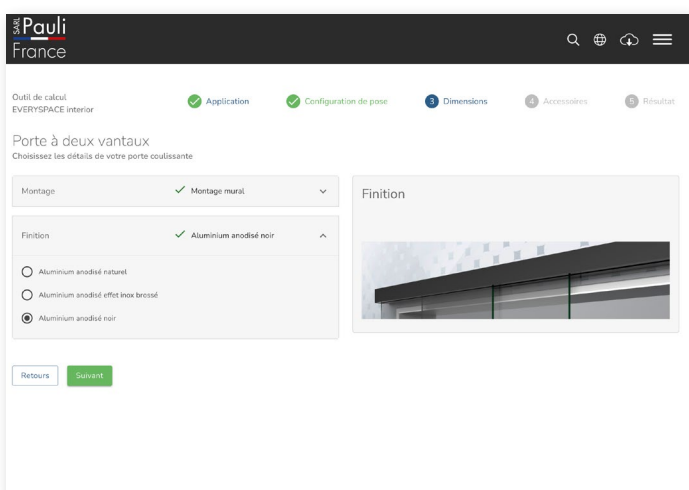 SARL Pauli
France
Outil de calcul
EVERYSPACE interior
Application
Configuration de pose
3 Dimensions
4 Accessoires
5 Résultat
Porte à deux vantaux
Choisissez les détails de votre porte coulissante
Montage
Montage mural
Finition
Aluminium anodisé noir
Aluminium anodisé naturel
Aluminium anodisé effet inox brossé
Aluminium anodisé noir
Finition
Retours
Suivant